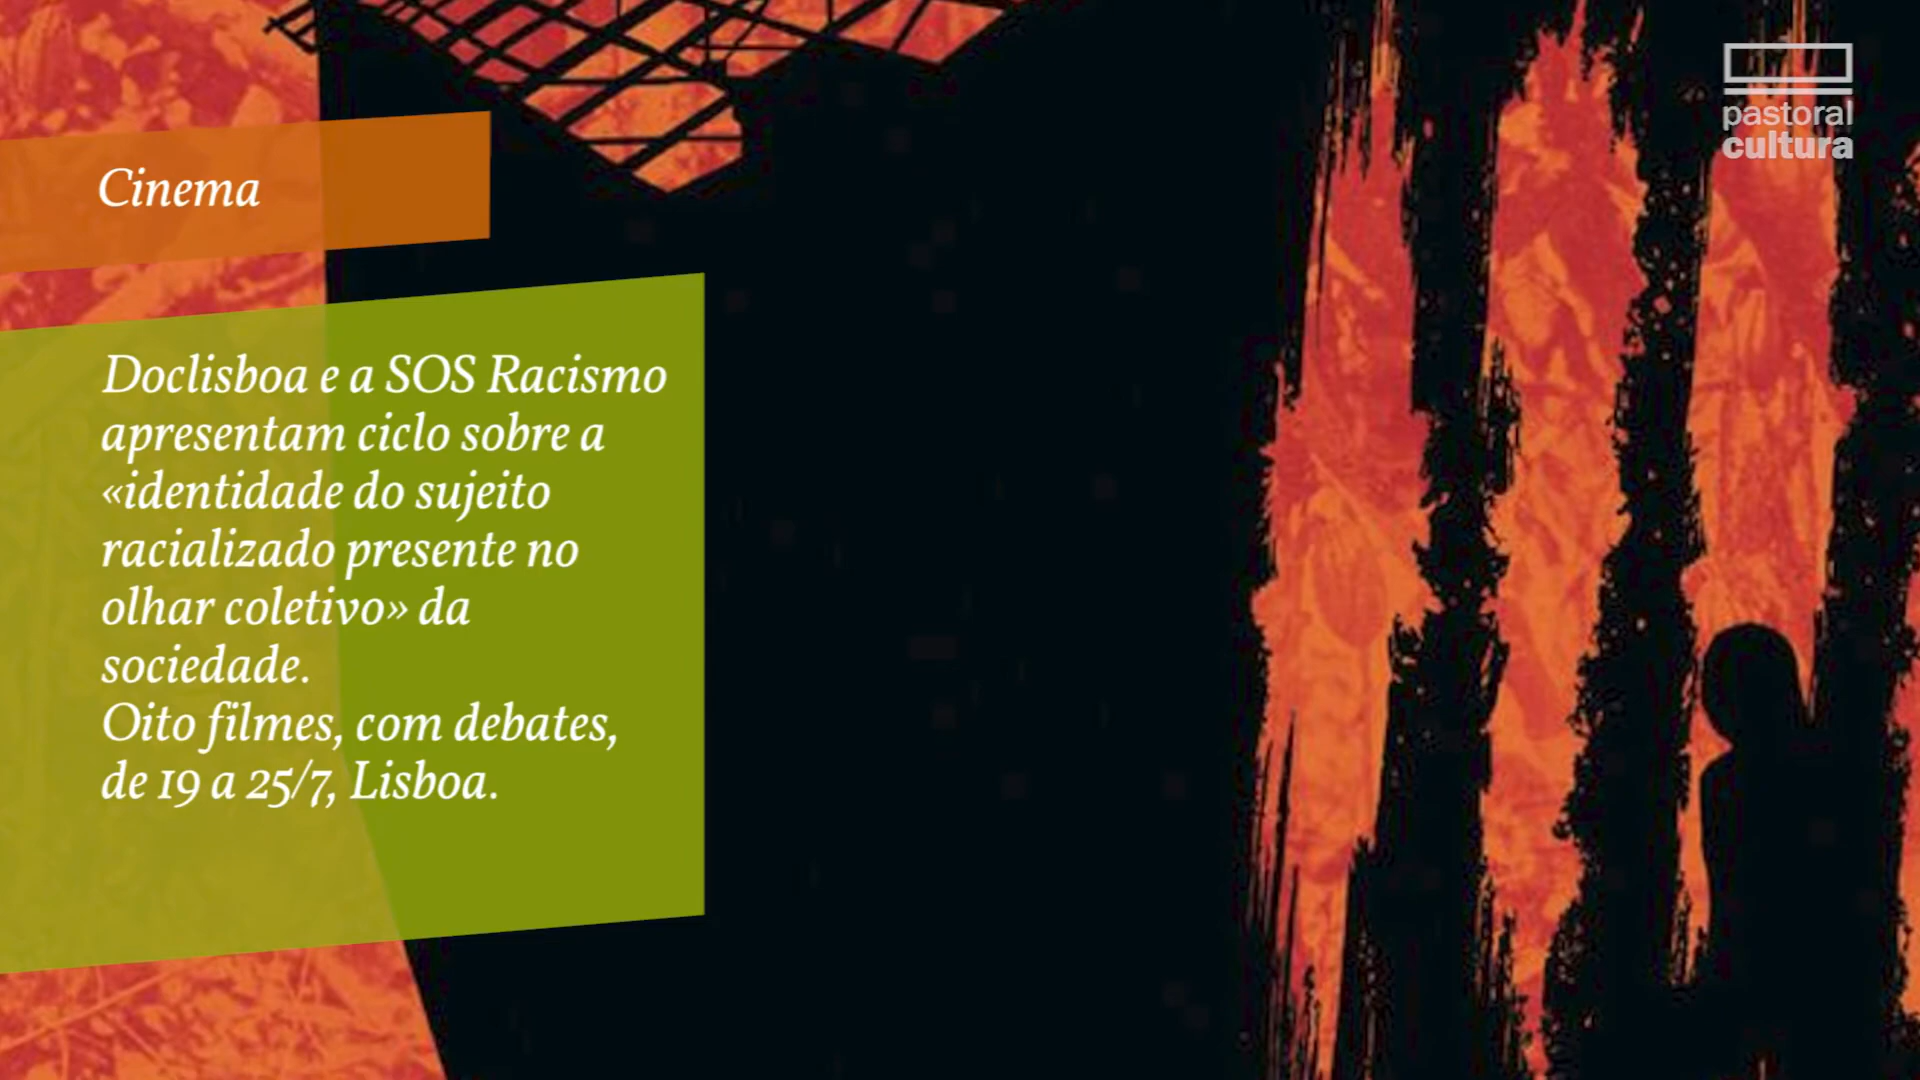 Cinema
Doclisboa e a SOS Racismo
apresentam ciclo sobre a
«identidade do sujeito
racializado presente no
olhar coletivo» da
sociedade.
Oito filmes, com debates,
de 19 a 25/7, Lisboa.
pastoral
cultura